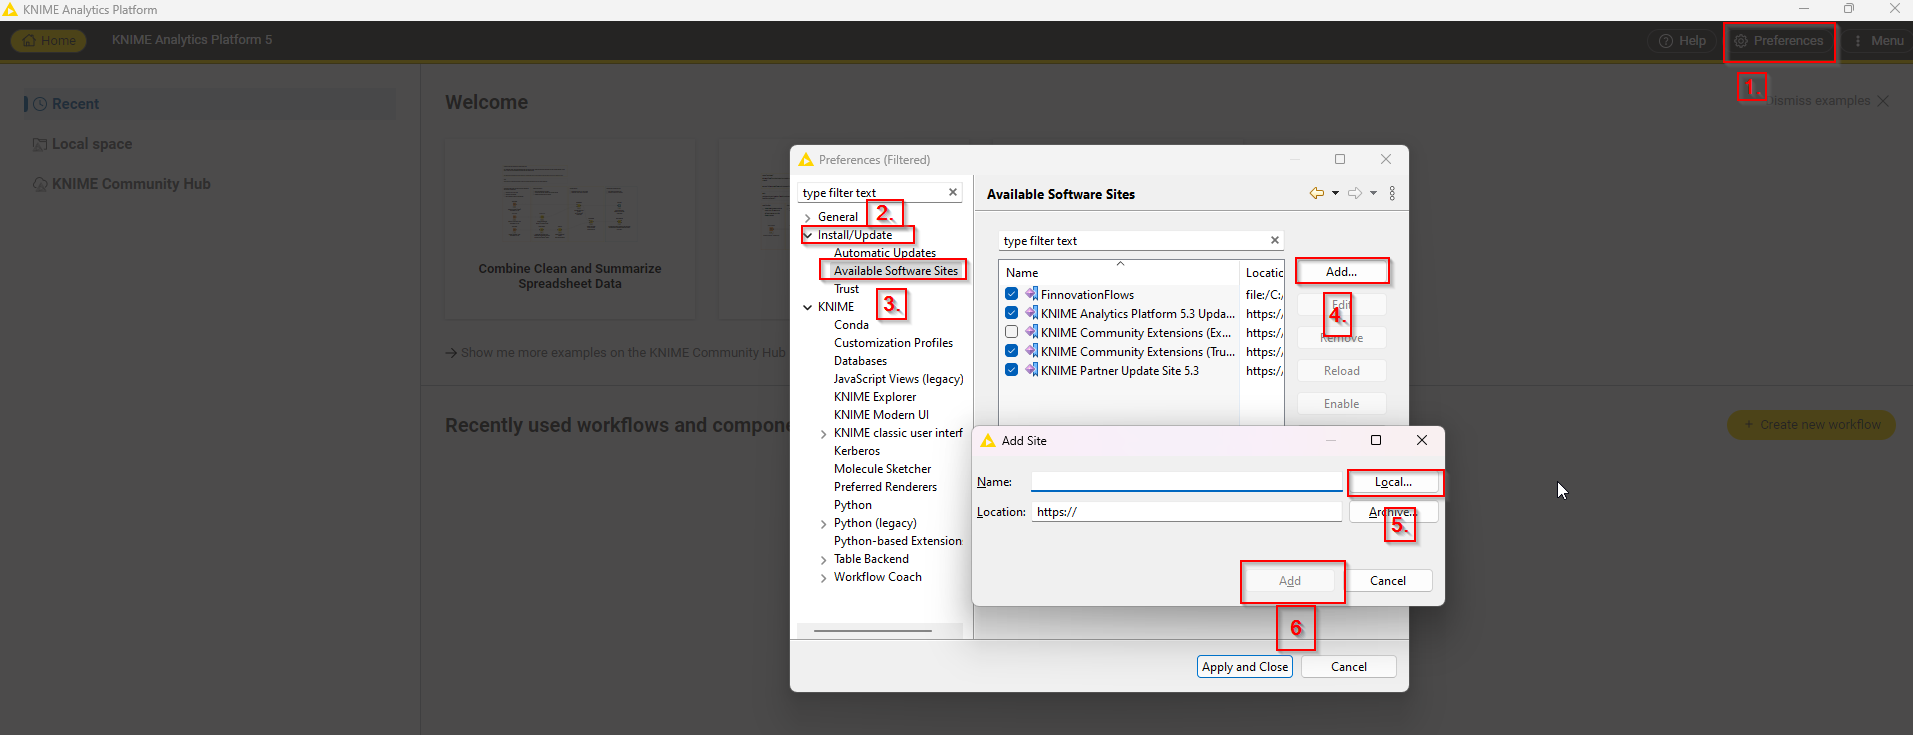 KNIME Analytics Platform
Home
KNIME Analytics Platform 5
Help
Preferences
Menu
1.
Recent
Local space
KNIME Community Hub
Welcome
Dismiss examples
Combine Clean and Summarize
Spreadsheet Data
Show me more examples on the KNIME Community Hub
Recently used workflows and compone
+ Create new workflow
Preferences (Filtered)
type filter text
2.
General
Install/Update
Automatic Updates
Available Software Sites
Trust
3.
KNIME
Conda
Customization Profiles
Databases
JavaScript Views (legacy)
KNIME Explorer
KNIME Modern UI
KNIME classic user interf
Kerberos
Molecule Sketcher
Preferred Renderers
Python
Python (legacy)
Python-based Extension
Table Backend
Workflow Coach
Available Software Sites
type filter text
Name
Locatic
FinnovationFlows
file:/C:/
KNIME Analytics Platform 5.3 Upda...
https:/
KNIME Community Extensions (Ex...
https:/
KNIME Community Extensions (Tru...
https:/
KNIME Partner Update Site 5.3
https:/
Add...
Edit
4.
Remove
Reload
Enable
Add Site
Name:
Local...
Location:
https://
Archive...
5.
Add
Cancel
6
Apply and Close
Cancel